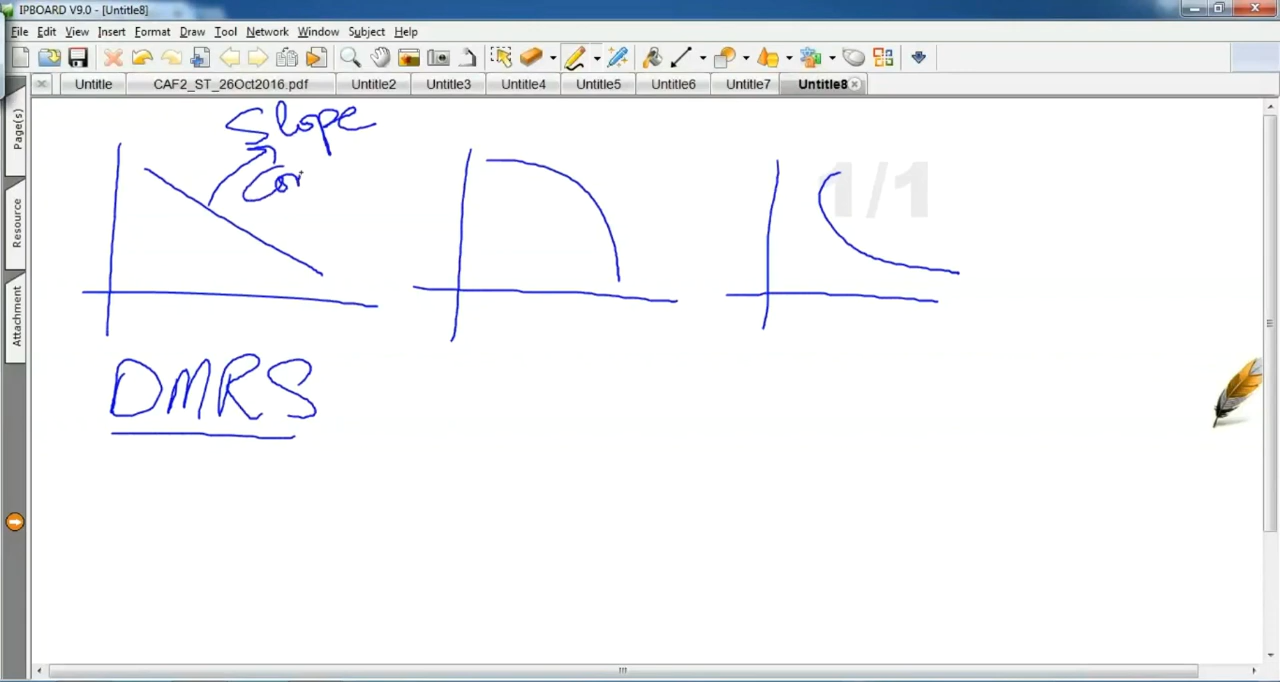 IPBOARD V9.0 - [Untitle8]
File Edit View Insert Format Draw Tool Network Window Subject Help
Untitle CAF2_ST_26Oct2016.pdf Untitle2 Untitle3 Untitle4 Untitle5 Untitle6 Untitle7 Untitle8
Page(s)
Resource
Attachment
Slope
Con
1/1
DMRS